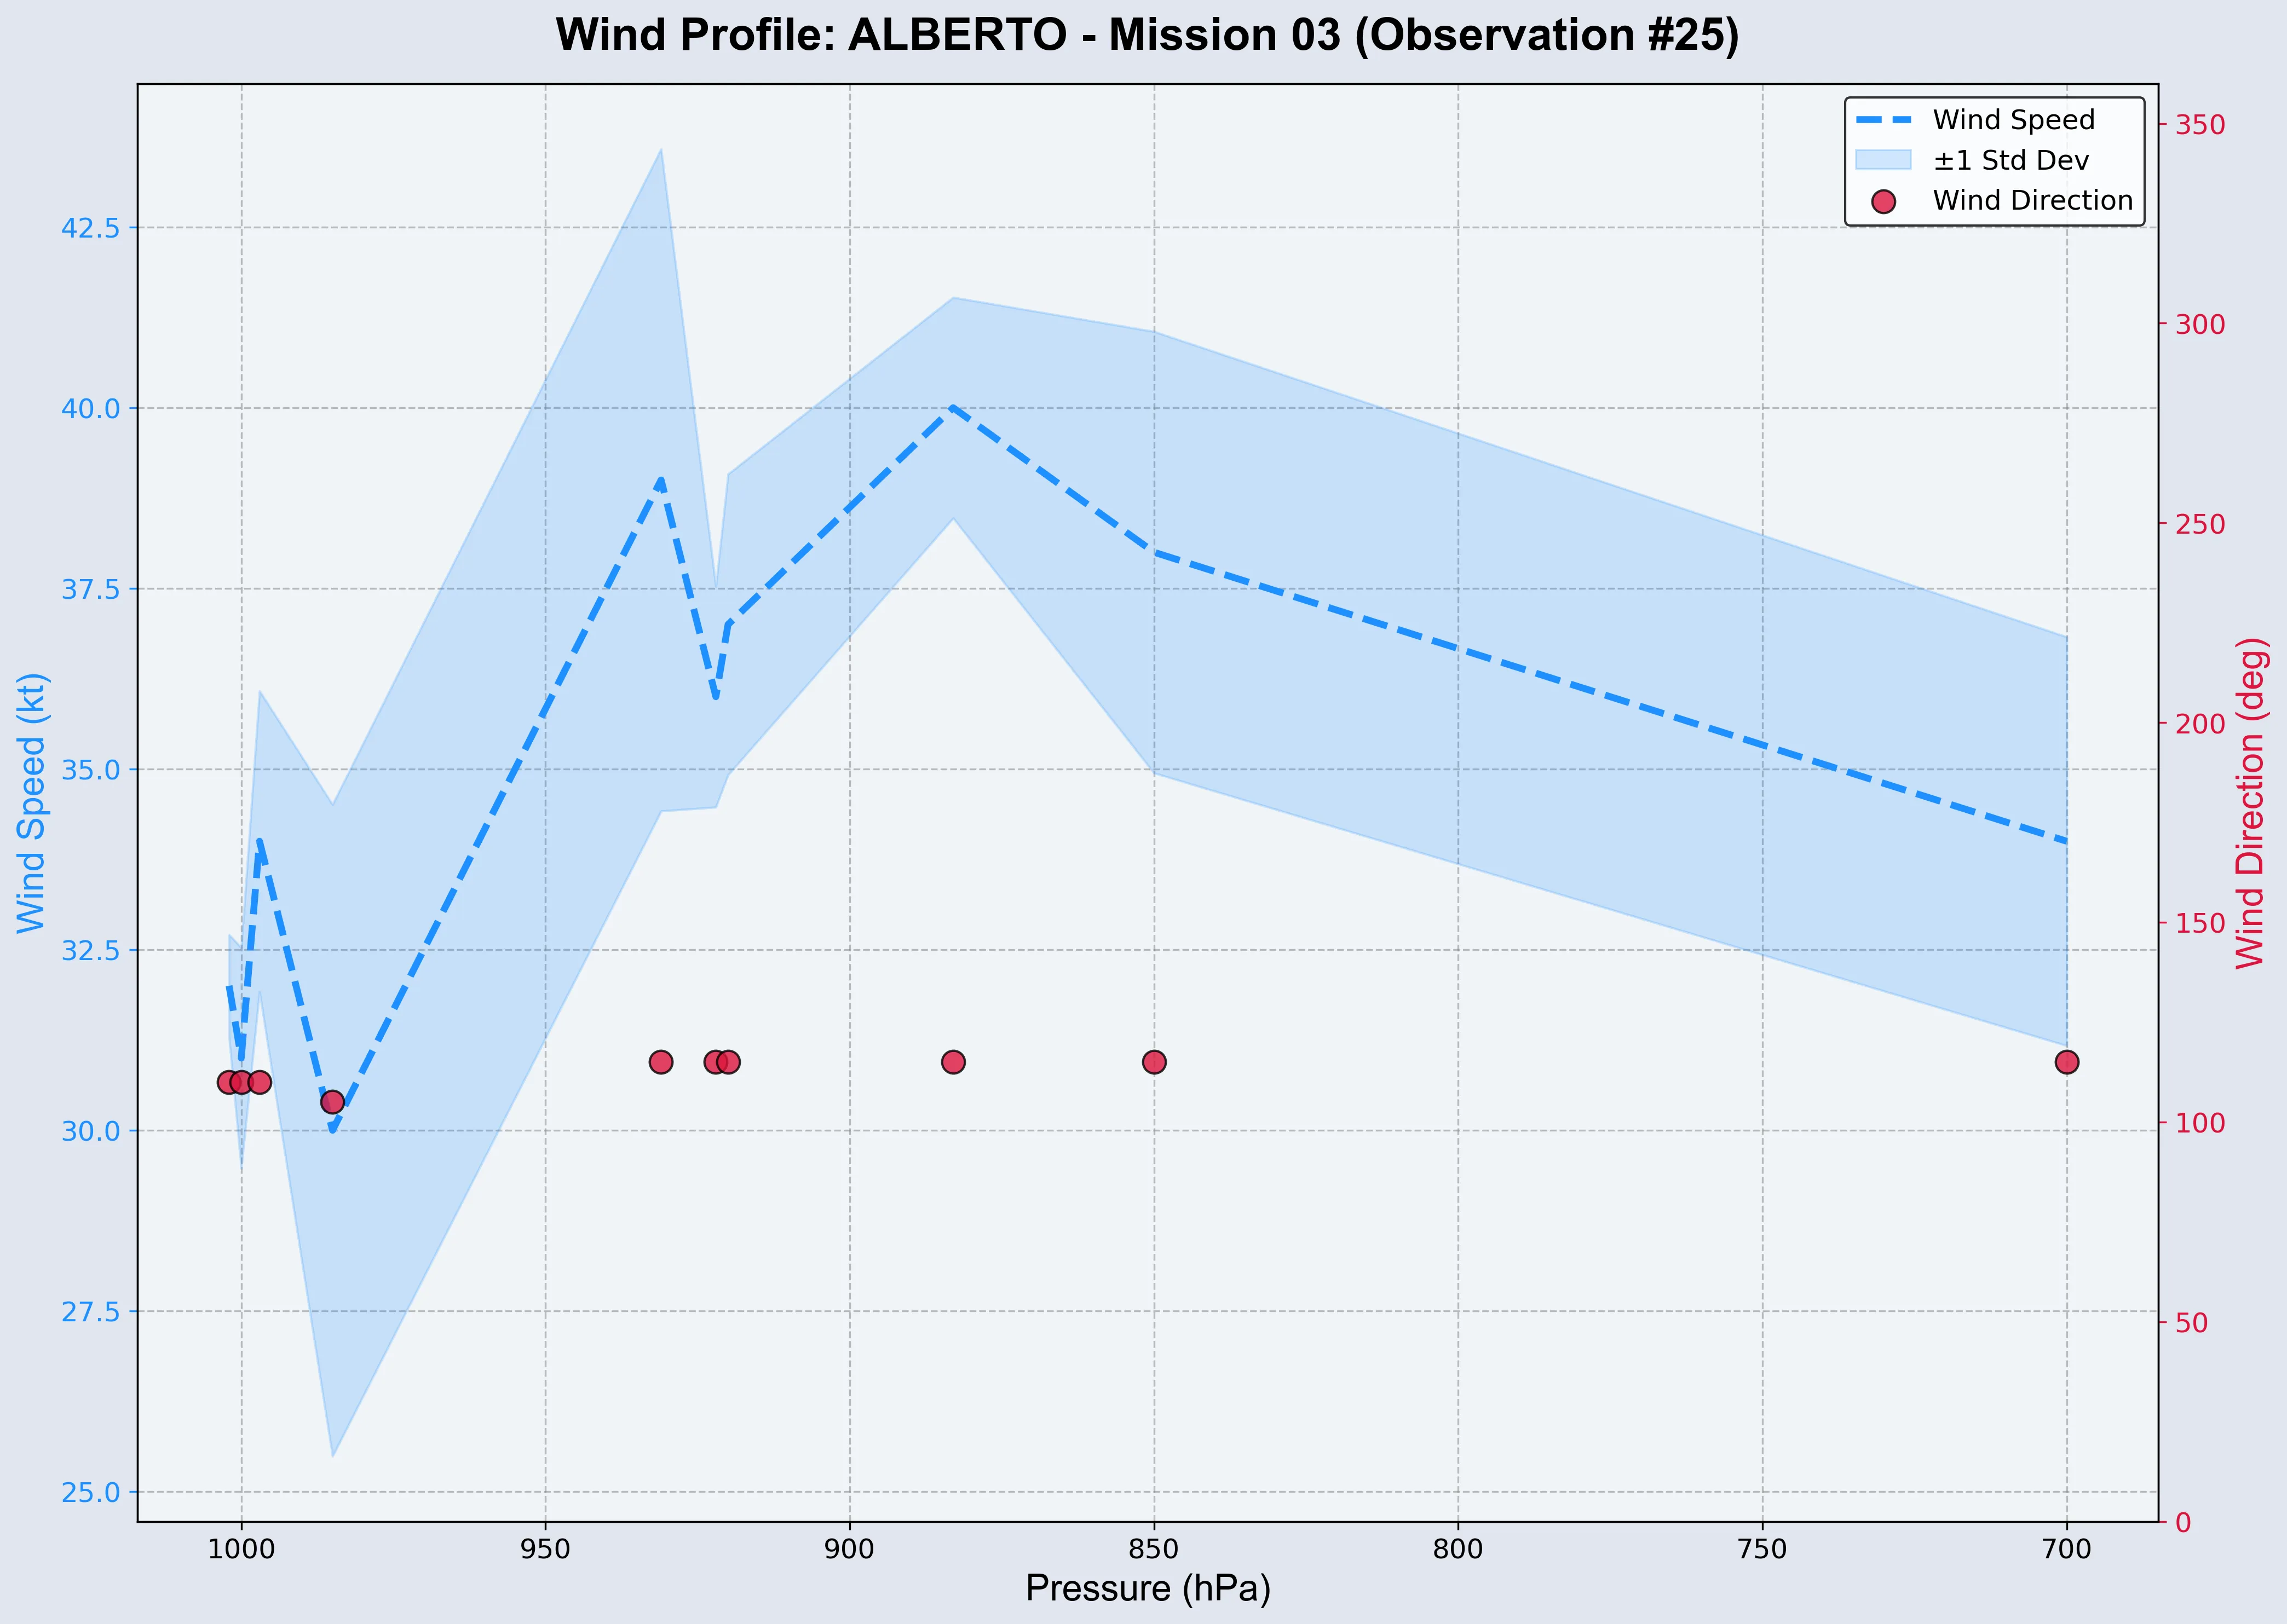 Wind Profile: ALBERTO - Mission 03 (Observation #25)
Wind Speed
±1 Std Dev
Wind Direction
Wind Speed (kt)
42.5
40.0
37.5
35.0
32.5
30.0
27.5
25.0
350
300
250
200
150
100
50
0
Wind Direction (deg)
1000 950 900 850 800 750 700
Pressure (hPa)